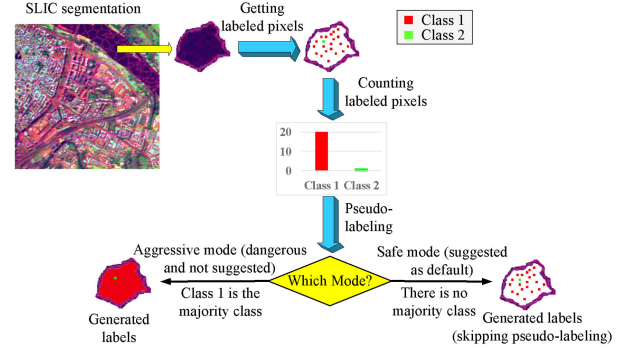 SLIC segmentation
Getting
labeled pixels
Class 1
Class 2
Counting
labeled pixels
20
10
0
Class 1 Class 2
Pseudo-
labeling
Aggressive mode (dangerous
and not suggested)
Class 1 is the
majority class
Which Mode?
Safe mode (suggested
as default)
There is no
majority class
Generated
labels
Generated labels
(skipping pseudo-labeling)